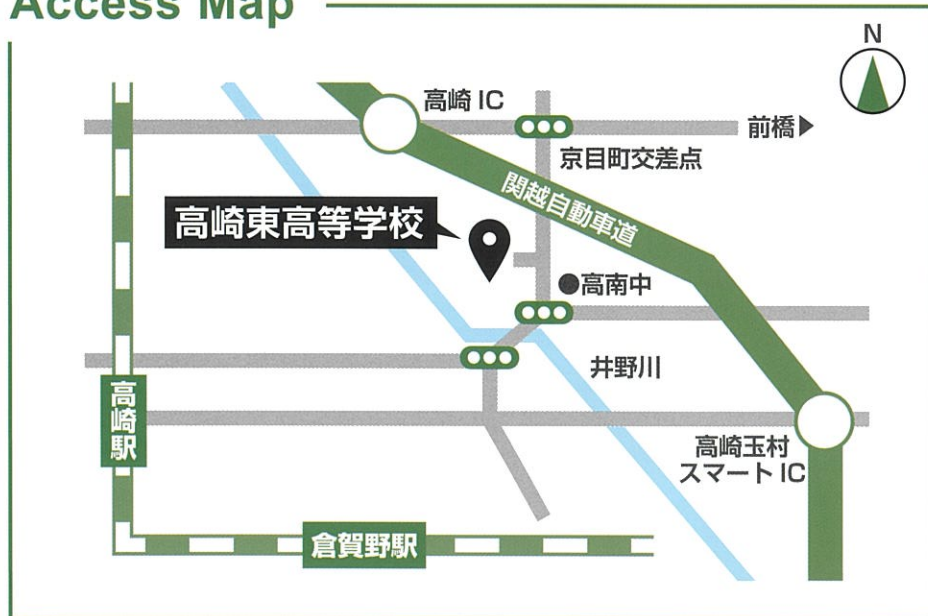 Access Map
N
高崎 IC
前橋▶
京目町交差点
関越自動車道
高崎東高等学校
●高南中
井野川
高崎駅
高崎玉村
スマート IC
倉賀野駅